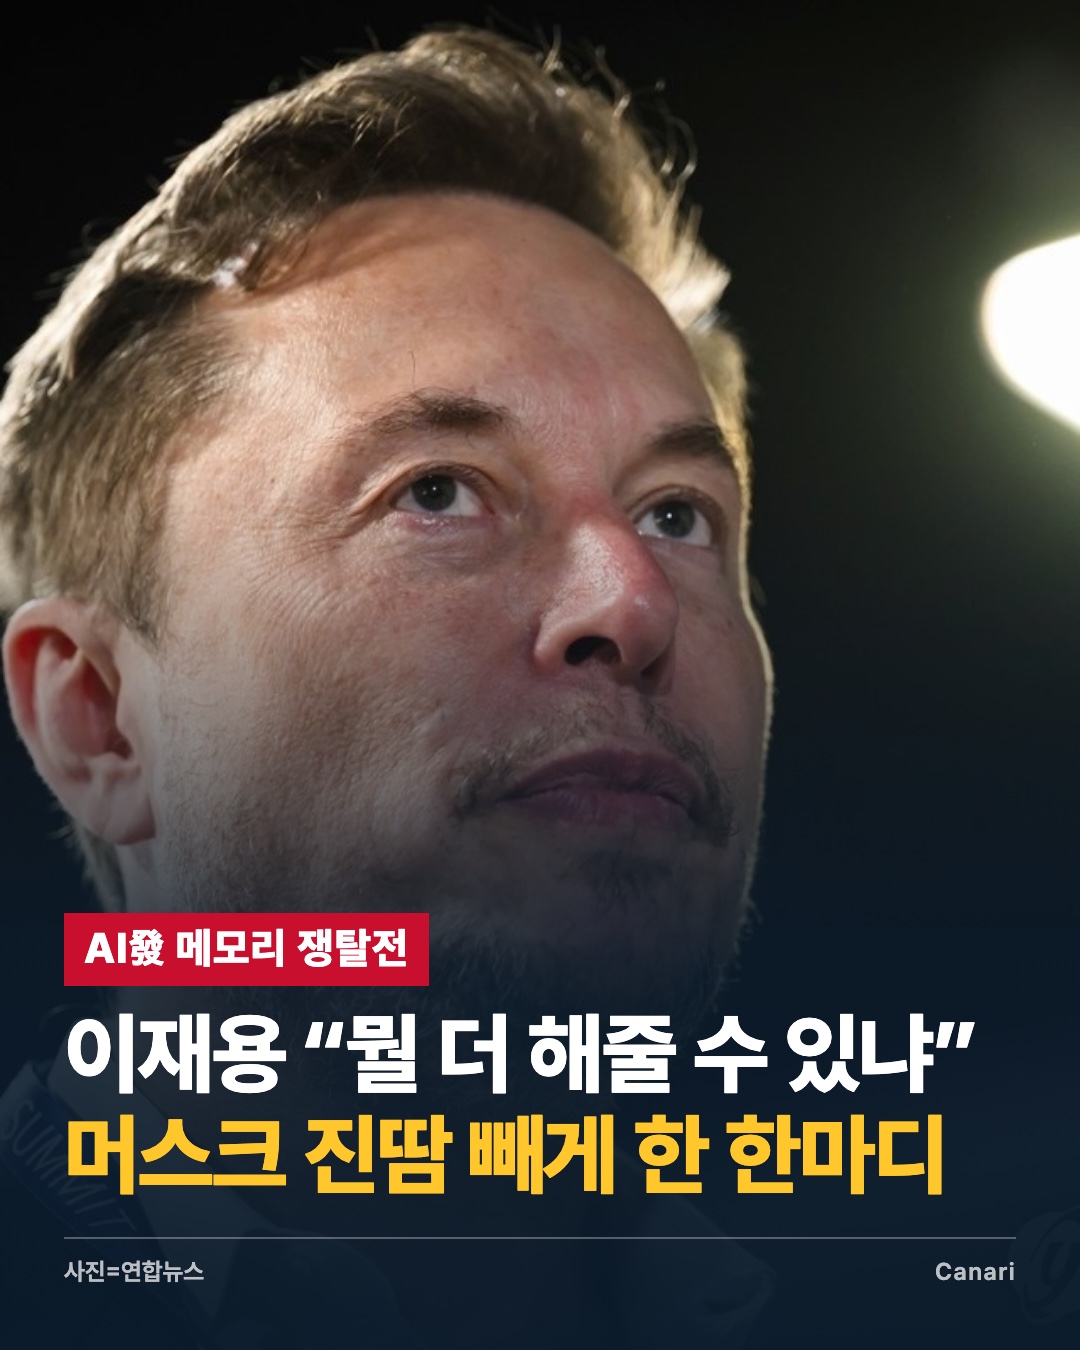 AI發 메모리 쟁탈전
이재용 “뭘 더 해줄 수 있냐”
머스크 진땀 빼게 한 한마디
SUMMIT
사진=연합뉴스
Canari